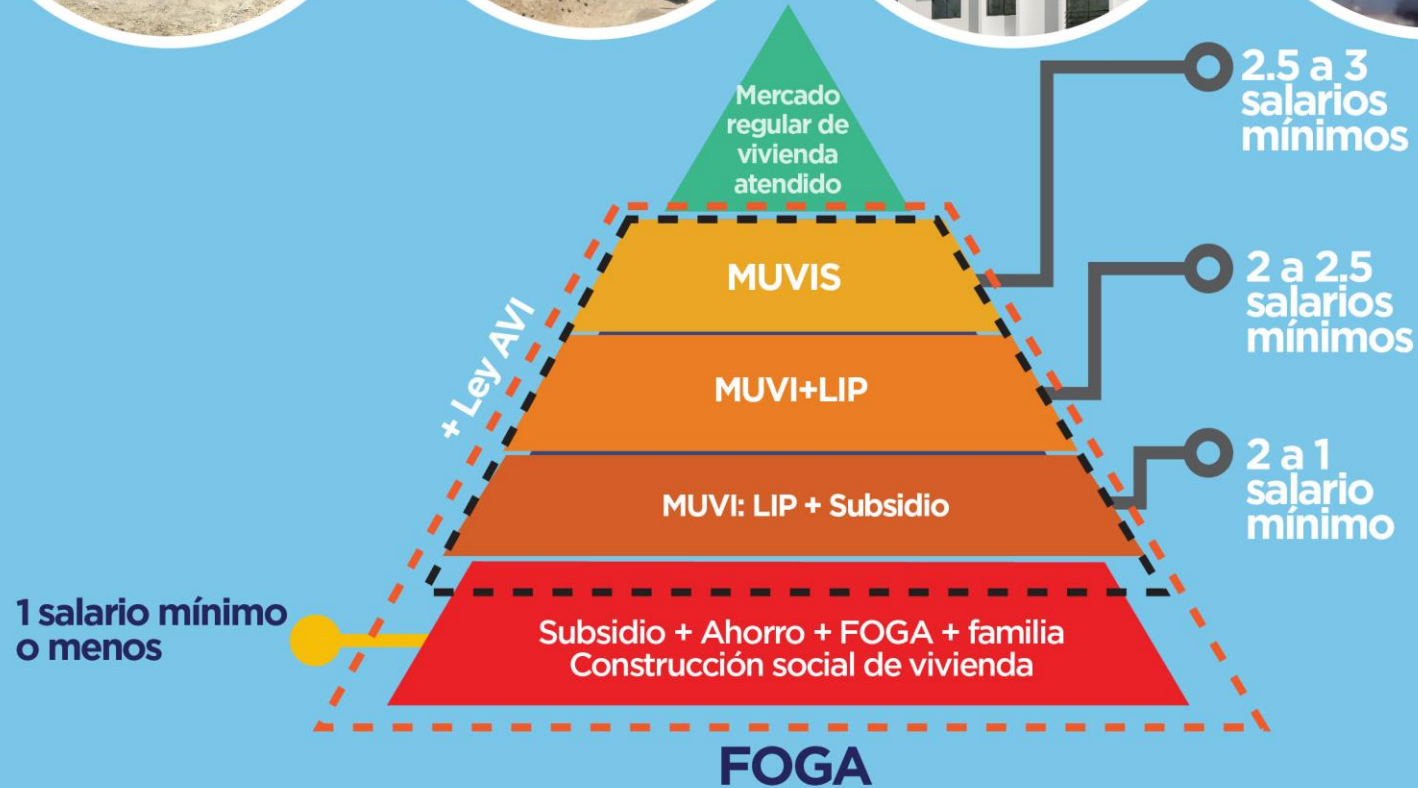 Mercado
regular de
vivienda
atendido
2.5 a 3
salarios
mínimos
MUVIS
2 a 2.5
salarios
mínimos
+ Ley AVI
MUVI+LIP
2 a 1
salario
mínimo
MUVI: LIP + Subsidio
1 salario mínimo
o menos
Subsidio + Ahorro + FOGA + familia
Construcción social de vivienda
FOGA